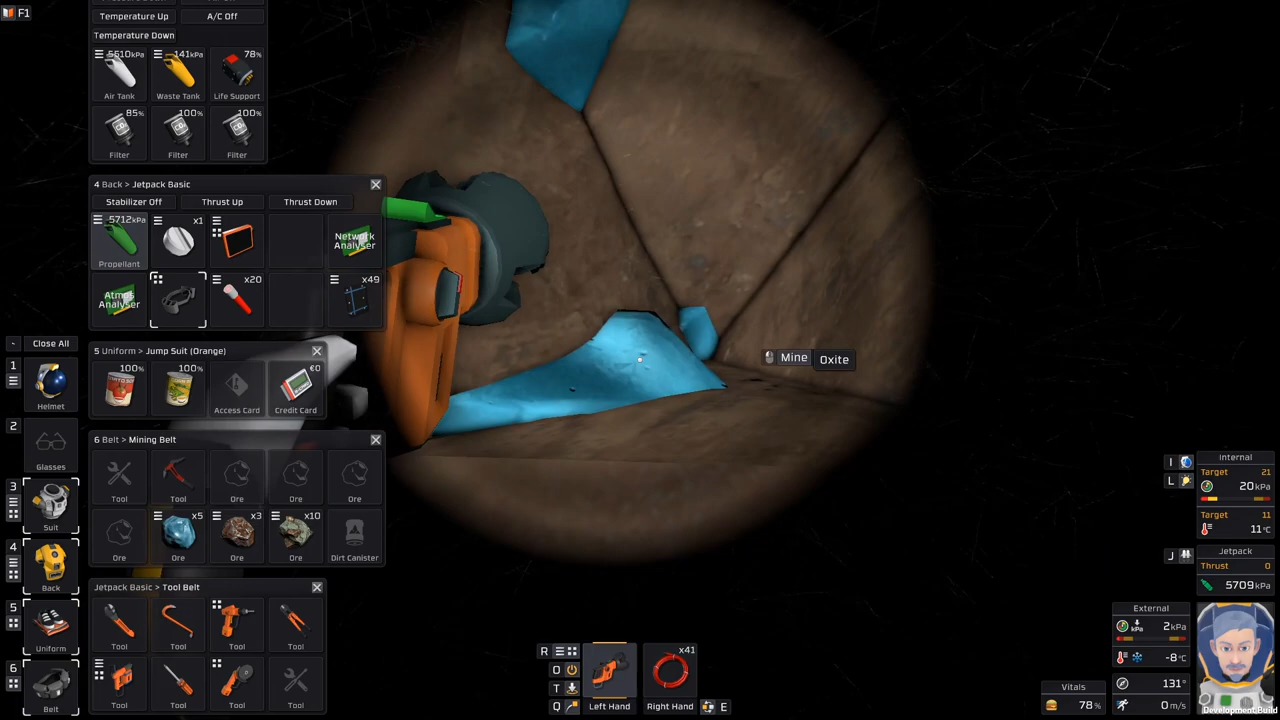 F1
Temperature Up A/C Off
Temperature Down
5510kPa 141kPa 78%
Air Tank Waste Tank Life Support
85% 100% 100%
Filter Filter Filter
4 Back > Jetpack Basic
Stabilizer Off Thrust Up Thrust Down
5712kPa x1
Network
Analyser
Propellant
Atmos
Analyser
x20 x49
Close All
5 Uniform > Jump Suit (Orange)
100% 100% €0
Access Card Credit Card
6 Belt > Mining Belt
Tool Tool Ore Ore Ore
x5 x3 x10
Ore Ore Ore Ore Dirt Canister
Jetpack Basic > Tool Belt
Tool Tool Tool Tool
Tool Tool Tool Tool
1
Helmet
2
Glasses
3
Suit
4
Back
5
Uniform
6
Belt
Mine Oxite
R
O
T
Q
Left Hand
x41
Right Hand
E
Internal
I Target 21
20kPa
L
Target 11
11°C
Jetpack
J Thrust 0
5709kPa
External
kPa 2kPa
-8°C
131°
0m/s
Vitals
78%
Development Build